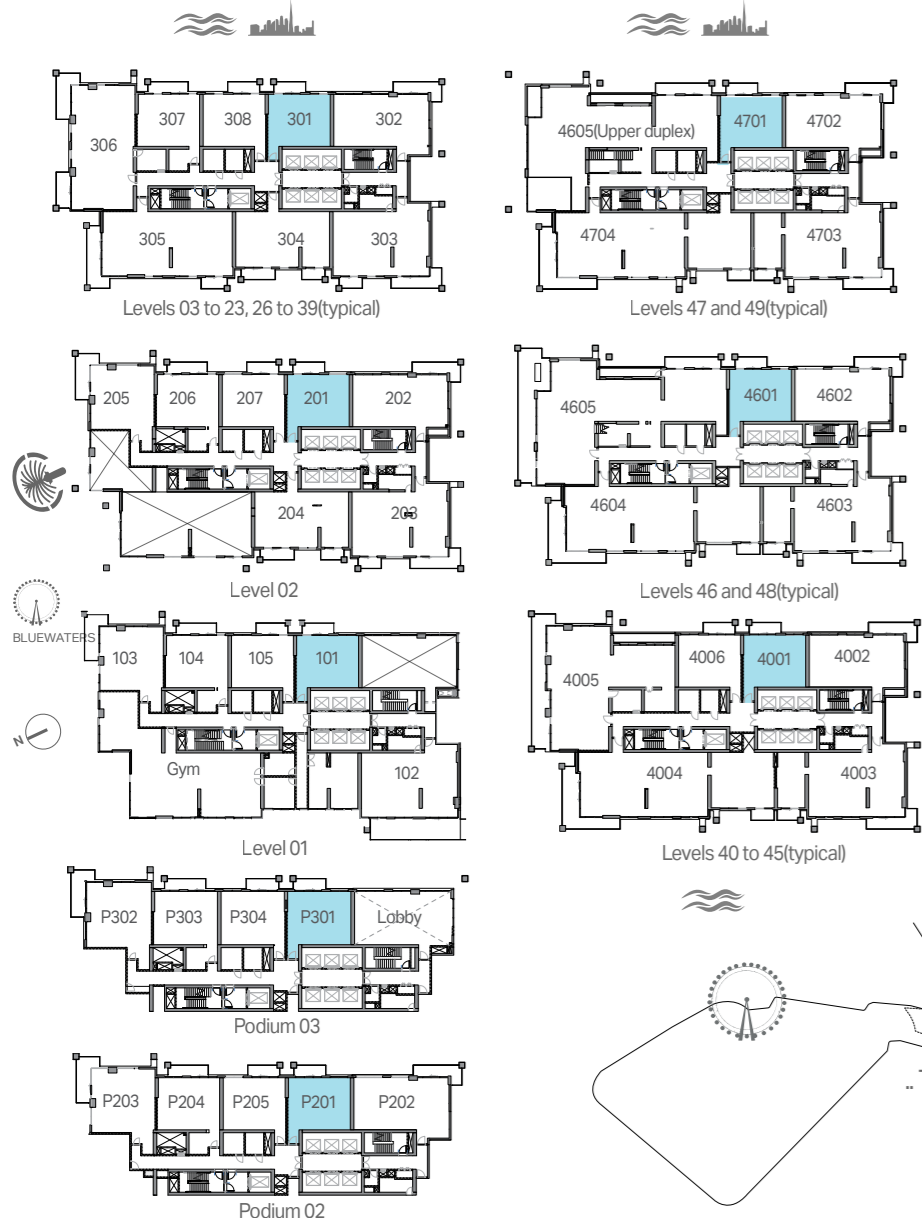 307
308
301
302
306
305
304
303
Levels 03 to 23, 26 to 39(typical)
205
206
207
201
202
204
203
Level 02
BLUEWATERS
103
104
105
101
N
Gym
102
Level 01
P302
P303
P304
P301
Lobby
Podium 03
P203
P204
P205
P201
P202
Podium 02
4605(Upper duplex)
4701
4702
4704
4703
Levels 47 and 49(typical)
4605
4601
4602
4604
4603
Levels 46 and 48(typical)
4005
4006
4001
4002
4004
4003
Levels 40 to 45(typical)